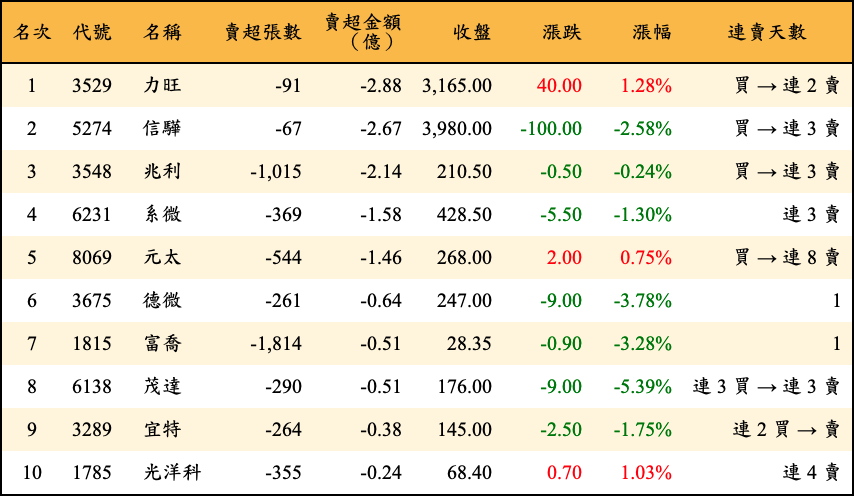 名次 代號 名稱 賣超張數 賣超金額（億） 收盤 漲跌 漲幅 連賣天數
1 3529 力旺 -91 -2.88 3,165.00 40.00 1.28% 買 → 連 2 賣
2 5274 信驊 -67 -2.67 3,980.00 -100.00 -2.58% 買 → 連 3 賣
3 3548 兆利 -1,015 -2.14 210.50 -0.50 -0.24% 買 → 連 3 賣
4 6231 系微 -369 -1.58 428.50 -5.50 -1.30% 連 3 賣
5 8069 元太 -544 -1.46 268.00 2.00 0.75% 買 → 連 8 賣
6 3675 德微 -261 -0.64 247.00 -9.00 -3.78% 1
7 1815 富喬 -1,814 -0.51 28.35 -0.90 -3.28% 1
8 6138 茂達 -290 -0.51 176.00 -9.00 -5.39% 連 3 買 → 連 3 賣
9 3289 宜特 -264 -0.38 145.00 -2.50 -1.75% 連 2 買 → 賣
10 1785 光洋科 -355 -0.24 68.40 0.70 1.03% 連 4 賣